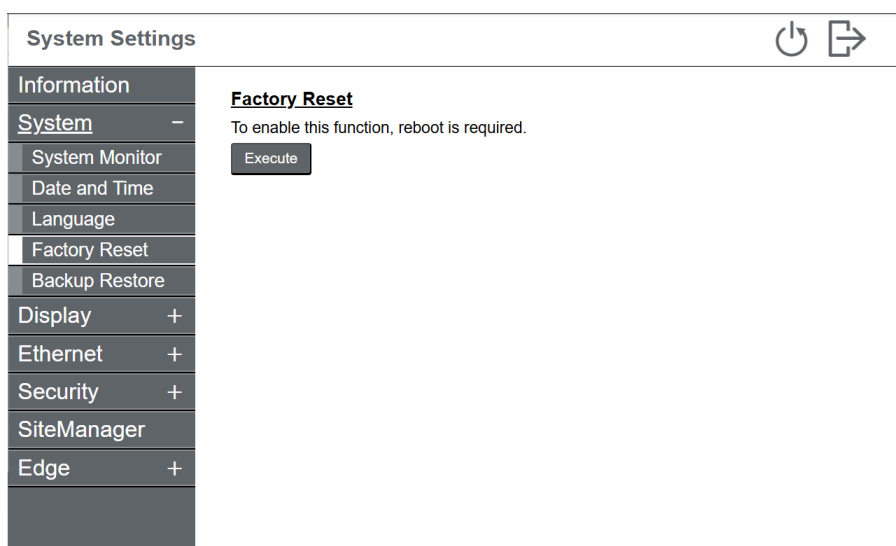 System Settings
Information
System −
System Monitor
Date and Time
Language
Factory Reset
Backup Restore
Display +
Ethernet +
Security +
SiteManager
Edge +
Factory Reset
To enable this function, reboot is required.
Execute